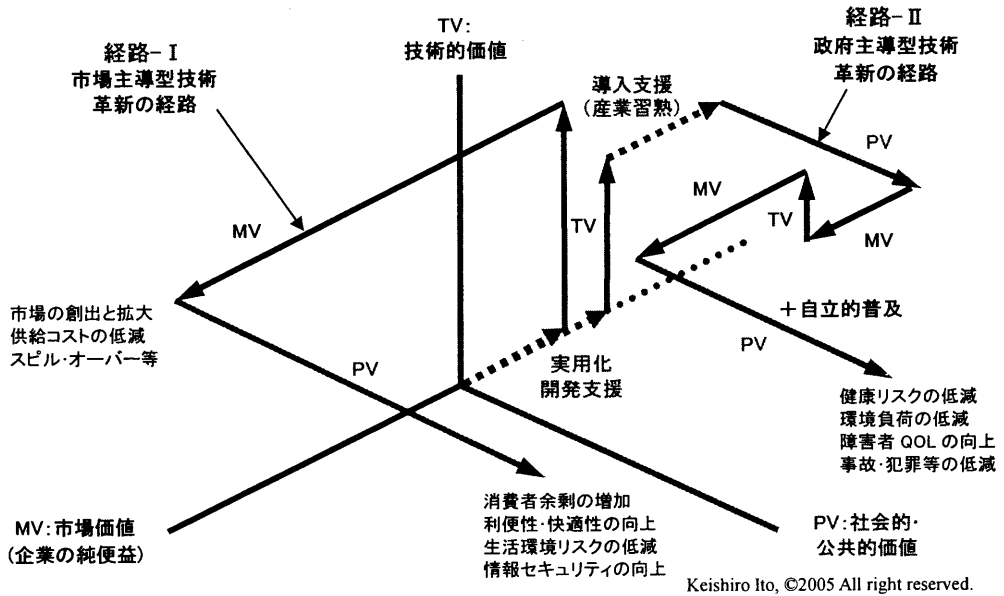 TV:
技術的価値
経路-Ⅰ
市場主導型技術
革新の経路
経路-Ⅱ
政府主導型技術
革新の経路
導入支援
(産業習熟)
PV
MV
MV
TV
TV
MV
市場の創出と拡大
供給コストの低減
スピル・オーバー等
PV
実用化
開発支援
+自立的普及
PV
健康リスクの低減
環境負荷の低減
障害者 QOL の向上
事故・犯罪等の低減
消費者余剰の増加
利便性・快適性の向上
生活環境リスクの低減
情報セキュリティの向上
MV:市場価値
(企業の純便益)
PV:社会的・
公共的価値
Keishiro Ito, ©2005 All right reserved.